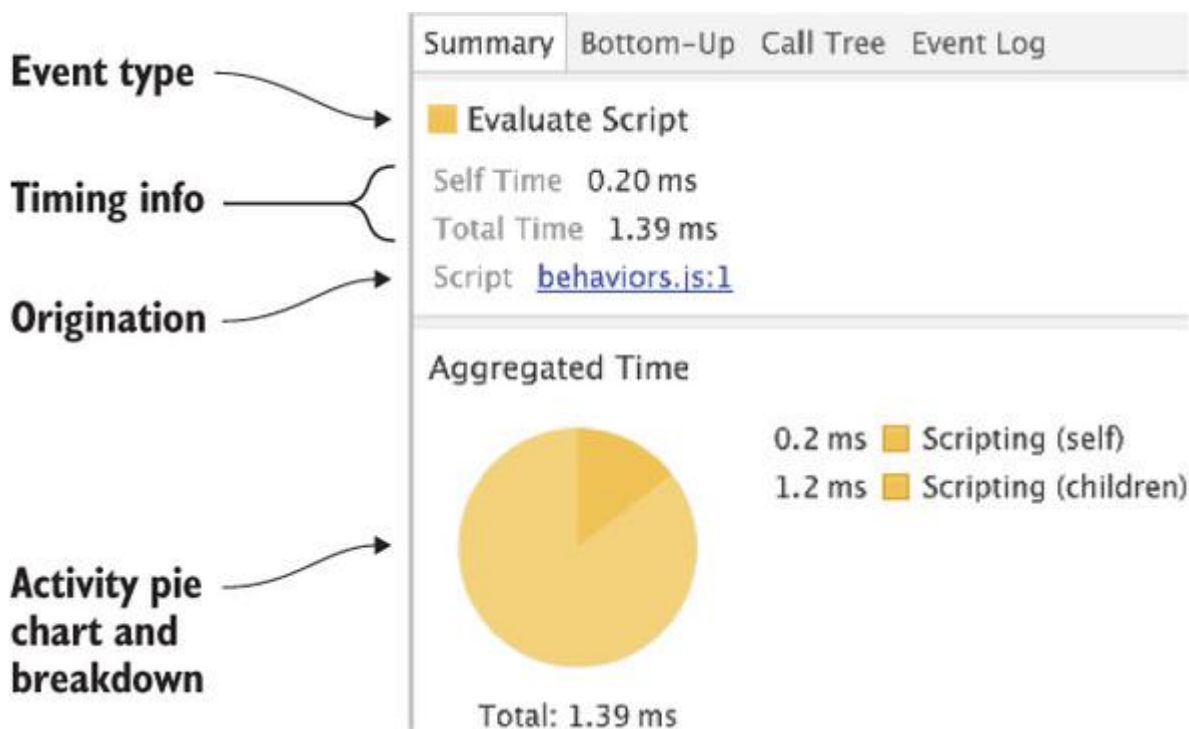 Summary Bottom-Up Call Tree Event Log
Event type
Evaluate Script
Timing info
Self Time 0.20 ms
Total Time 1.39 ms
Origination
Script behaviors.js:1
Aggregated Time
0.2 ms Scripting (self)
1.2 ms Scripting (children)
Activity pie
chart and
breakdown
Total: 1.39 ms